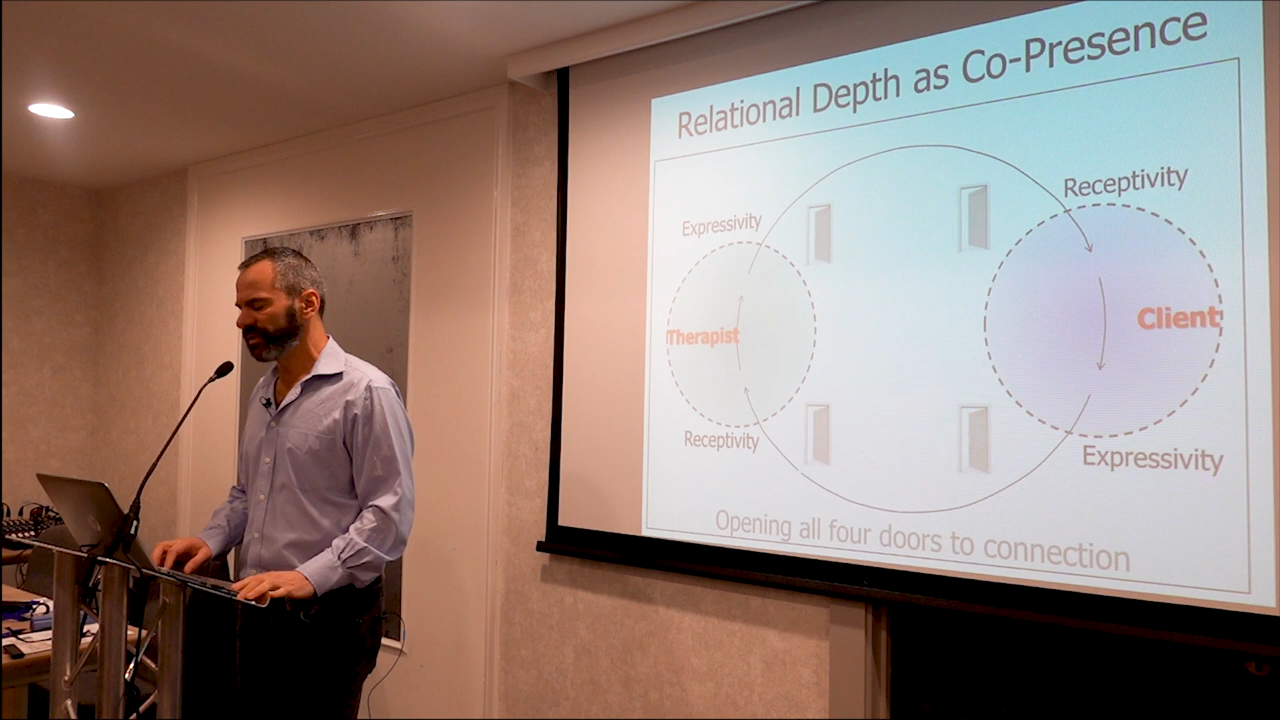 Relational Depth as Co-Presence
Expressivity
Receptivity
Therapist
Client
Receptivity
Expressivity
Opening all four doors to connection